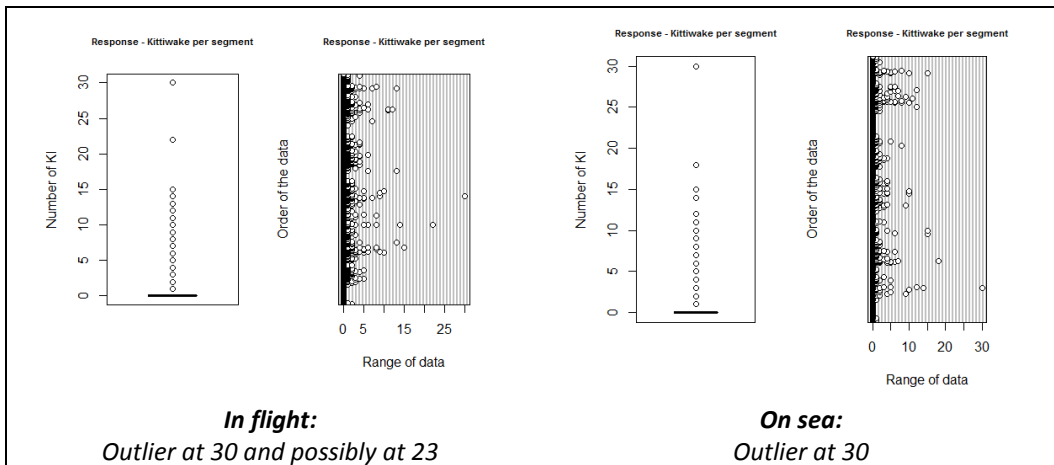 Response - Kittiwake per segment
Number of KI
0
5
10
15
20
25
30
Response - Kittiwake per segment
Order of the data
0
5
15
25
Range of data
In flight:
Outlier at 30 and possibly at 23
Response - Kittiwake per segment
Number of KI
0
5
10
15
20
25
30
Response - Kittiwake per segment
Order of the data
0
10
20
30
Range of data
On sea:
Outlier at 30